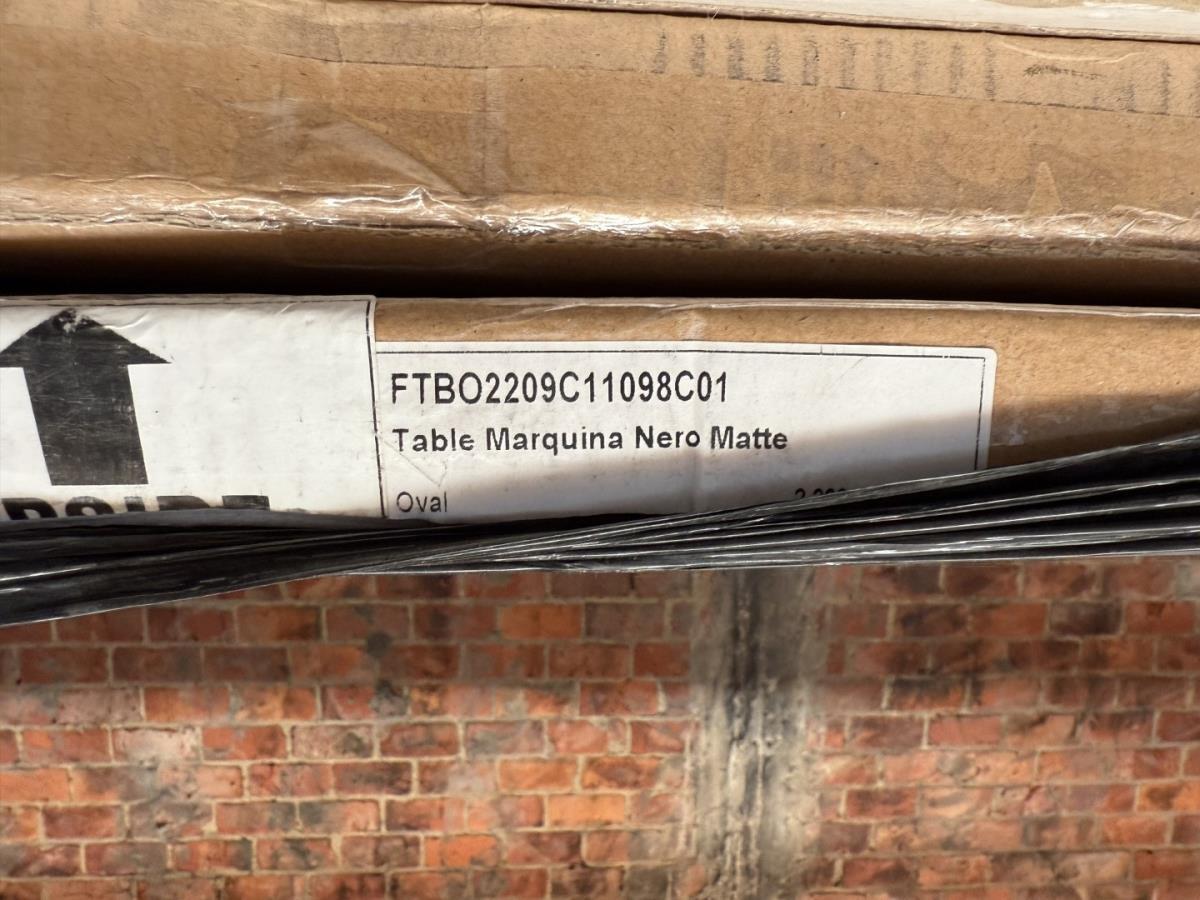 FTBO2209C11098C01
Table Marquina Nero Matte
Oval